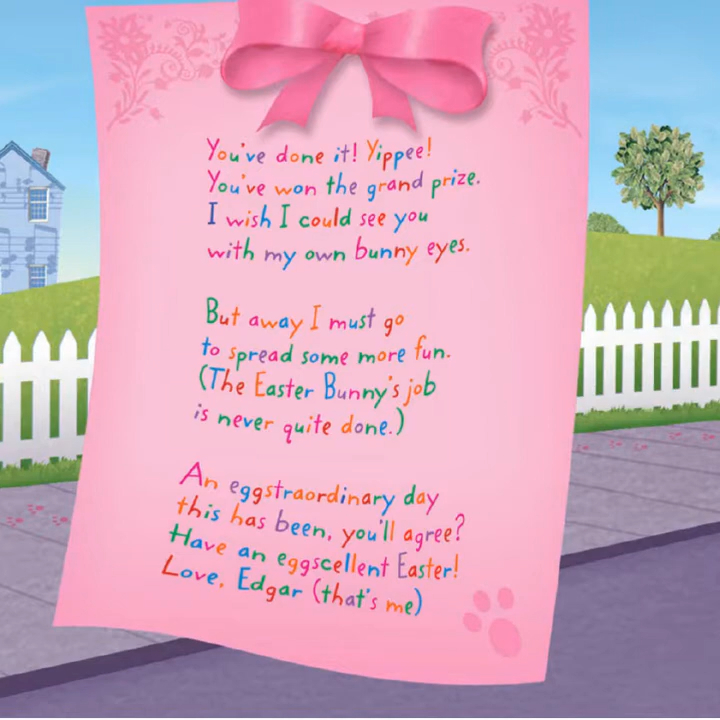 You've done it! Yippee!
You've won the grand prize.
I wish I could see you
with my own bunny eyes.
But away I must go
to spread some more fun.
(The Easter Bunny's job
is never quite done.)
An eggstraordinary day
this has been, you'll agree?
Have an eggscellent Easter!
Love, Edgar (that's me)